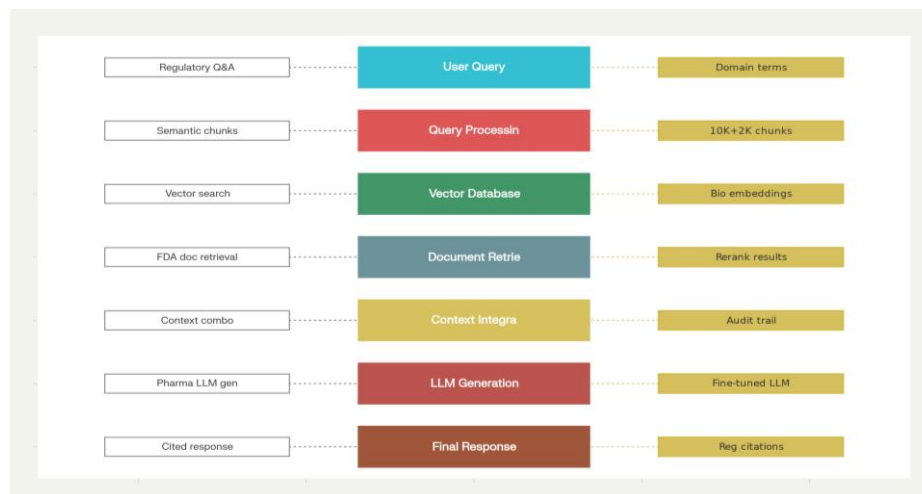 Regulatory Q&A
User Query
Domain terms
Semantic chunks
Query Processin
10K+2K chunks
Vector search
Vector Database
Bio embeddings
FDA doc retrieval
Document Retrie
Rerank results
Context combo
Context Integra
Audit trail
Pharma LLM gen
LLM Generation
Fine-tuned LLM
Cited response
Final Response
Reg citations